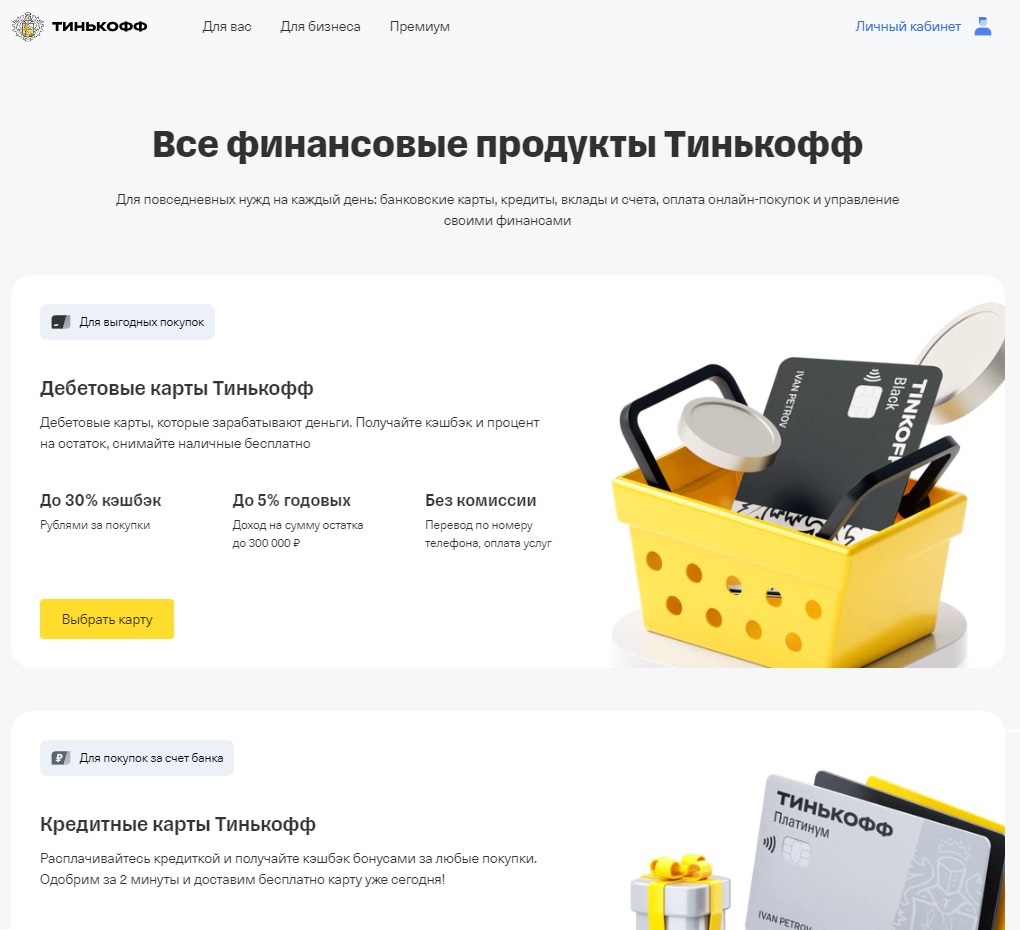 ТИНЬКОФФ
Для вас
Для бизнеса
Премиум
Личный кабинет
Все финансовые продукты Тинькофф
Для повседневных нужд на каждый день: банковские карты, кредиты, вклады и счета, оплата онлайн-покупок и управление
своими финансами
Для выгодных покупок
Дебетовые карты Тинькофф
Дебетовые карты, которые зарабатывают деньги. Получайте кэшбэк и процент
на остаток, снимайте наличные бесплатно
До 30% кэшбэк
Рублями за покупки
До 5% годовых
Доход на сумму остатка
до 300 000 ₽
Без комиссии
Перевод по номеру
телефона, оплата услуг
Выбрать карту
IVAN PETROV
TINKOFF
Black
Для покупок за счет банка
Кредитные карты Тинькофф
Расплачивайтесь кредиткой и получайте кэшбэк бонусами за любые покупки.
Одобрим за 2 минуты и доставим бесплатно карту уже сегодня!
ТИНЬКОФФ
Платинум
IVAN PETROV